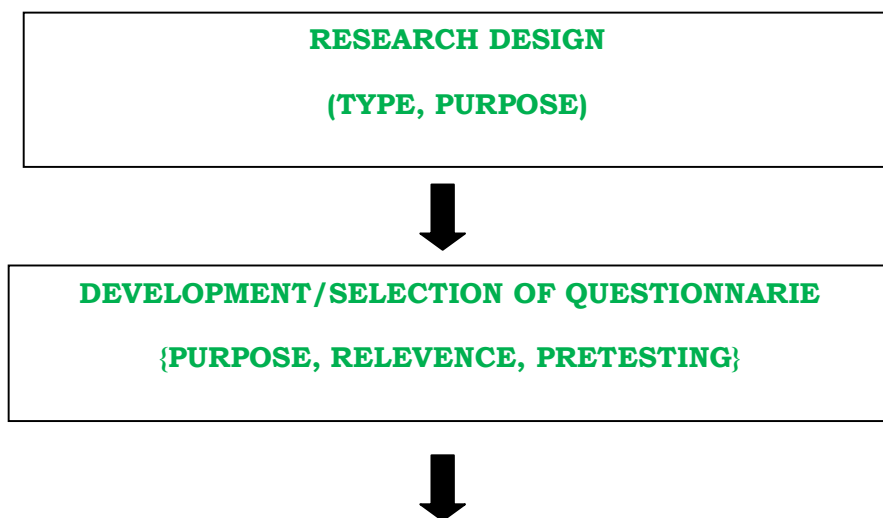 RESEARCH DESIGN
(TYPE, PURPOSE)
DEVELOPMENT/SELECTION OF QUESTIONNARIE
{PURPOSE, RELEVENCE, PRETESTING}